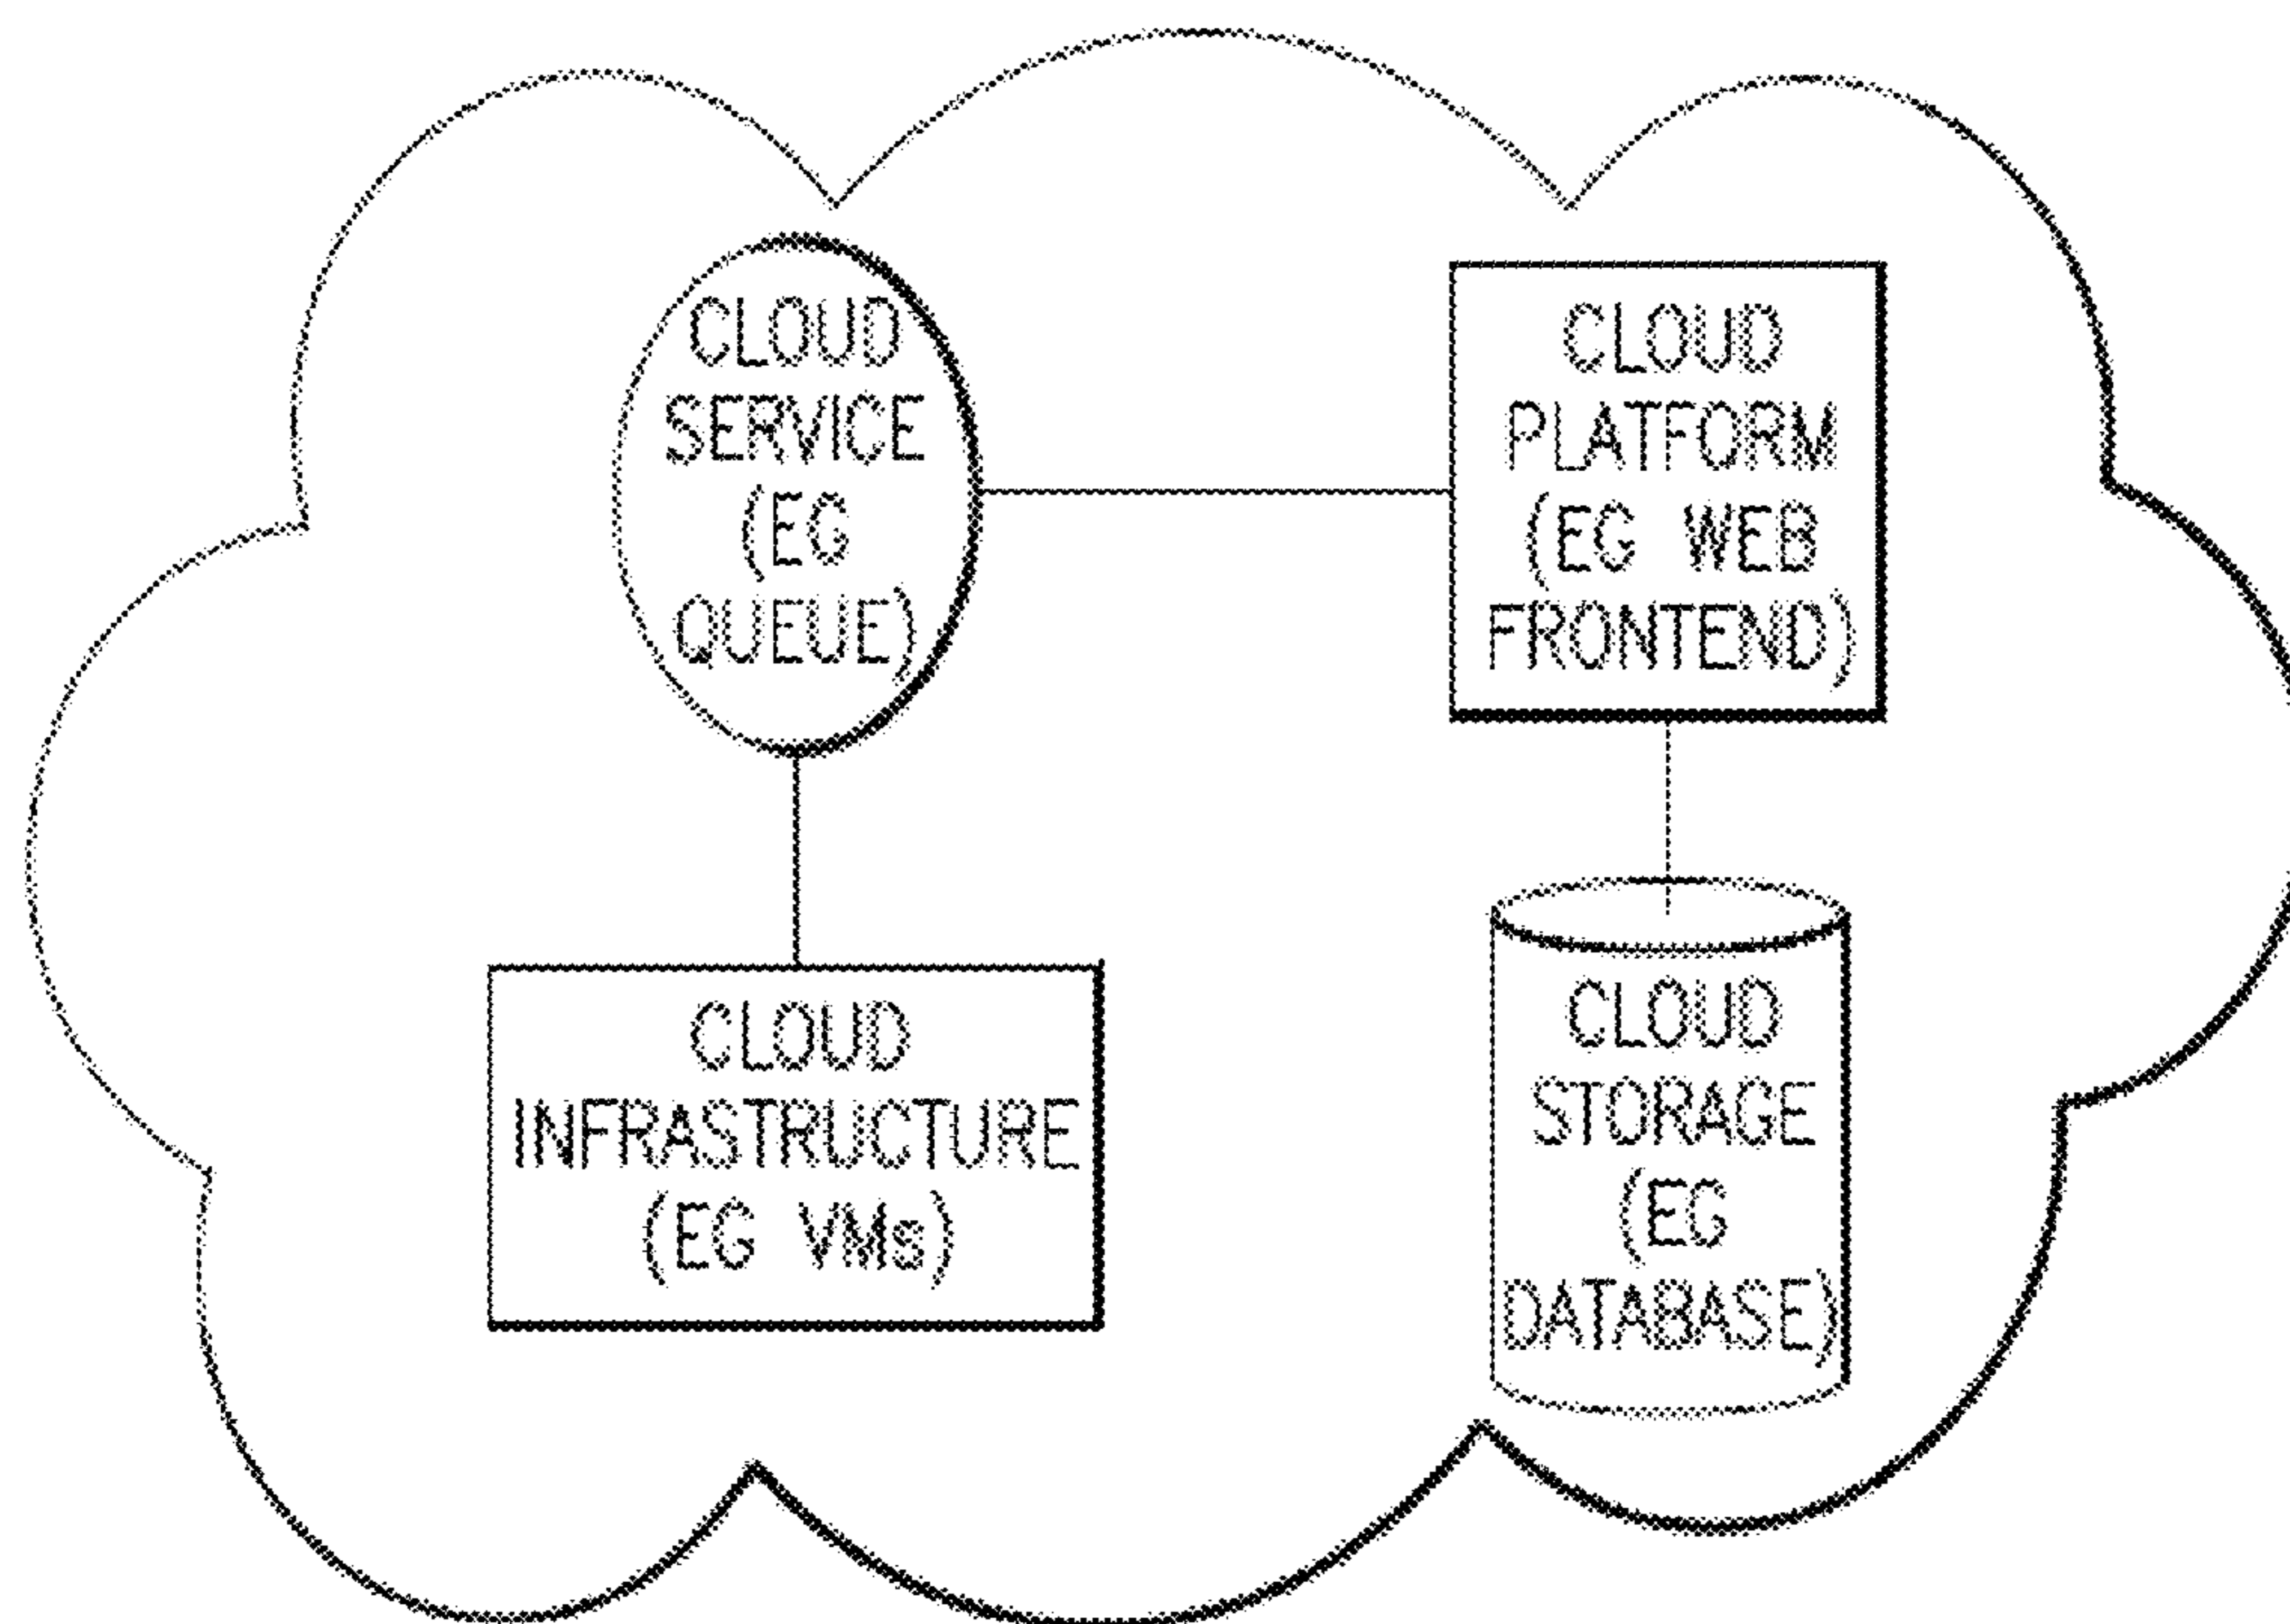 CLOUD
SERVICE
(EG
QUEUE)
CLOUD
PLATFORM
(EG WEB
FRONTEND)
CLOUD
INFRASTRUCTURE
(EG VMs)
CLOUD
STORAGE
(EG
DATABASE)